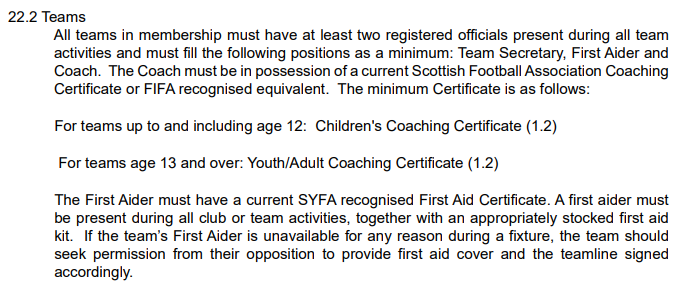 22.2 Teams
All teams in membership must have at least two registered officials present during all team
activities and must fill the following positions as a minimum: Team Secretary, First Aider and
Coach. The Coach must be in possession of a current Scottish Football Association Coaching
Certificate or FIFA recognised equivalent. The minimum Certificate is as follows:
For teams up to and including age 12: Children's Coaching Certificate (1.2)
For teams age 13 and over: Youth/Adult Coaching Certificate (1.2)
The First Aider must have a current SYFA recognised First Aid Certificate. A first aider must
be present during all club or team activities, together with an appropriately stocked first aid
kit. If the team’s First Aider is unavailable for any reason during a fixture, the team should
seek permission from their opposition to provide first aid cover and the teamline signed
accordingly.